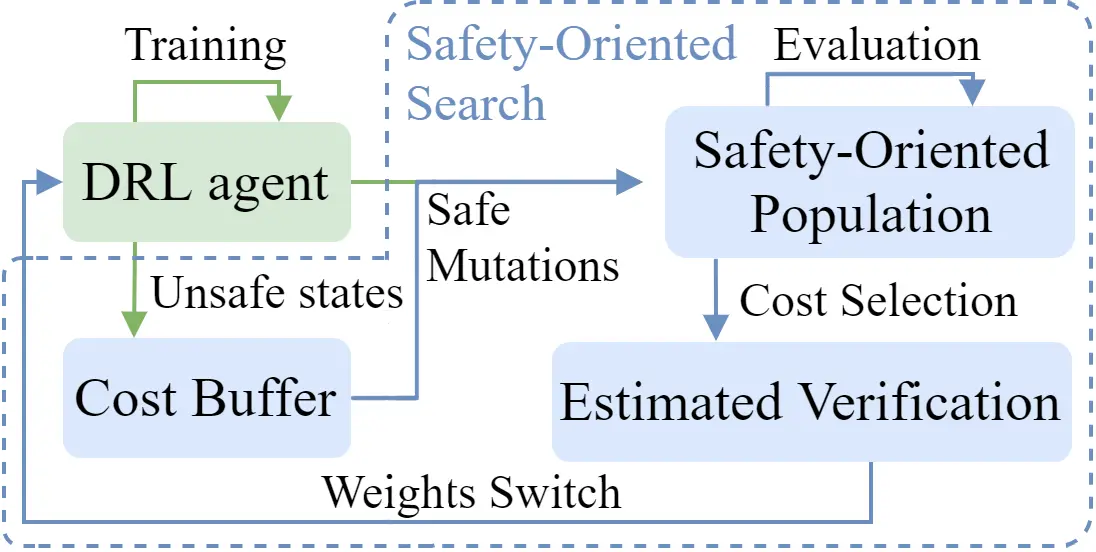 Training
Safety-Oriented
Search
Evaluation
DRL agent
Safe
Mutations
Safety-Oriented
Population
Unsafe states
Cost Selection
Cost Buffer
Estimated Verification
Weights Switch